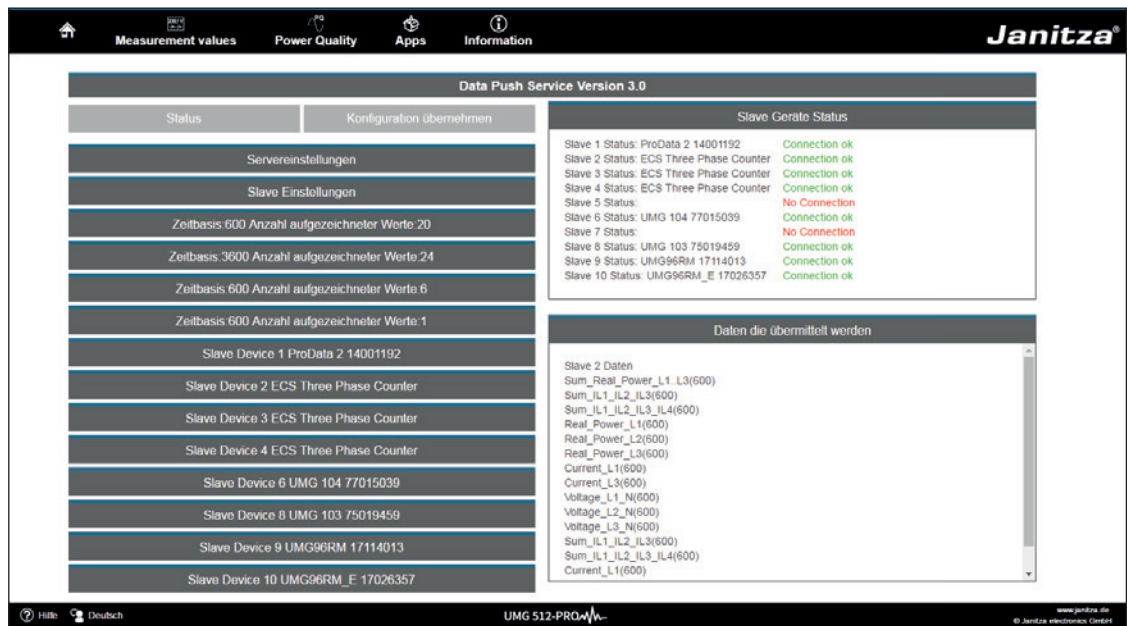 Measurement values
Power Quality
Apps
Information
Janitza®
Data Push Service Version 3.0
Status
Konfiguration übernehmen
Servereinstellungen
Slave Einstellungen
Zeitbasis:600 Anzahl aufgezeichneter Werte:20
Zeitbasis:3600 Anzahl aufgezeichneter Werte:24
Zeitbasis:600 Anzahl aufgezeichneter Werte:6
Zeitbasis:600 Anzahl aufgezeichneter Werte:1
Slave Device 1 ProData 2 14001192
Slave Device 2 ECS Three Phase Counter
Slave Device 3 ECS Three Phase Counter
Slave Device 4 ECS Three Phase Counter
Slave Device 6 UMG 104 77015039
Slave Device 8 UMG 103 75019459
Slave Device 9 UMG96RM 17114013
Slave Device 10 UMG96RM_E 17026357
Slave Geräte Status
Slave 1 Status: ProData 2 14001192 Connection ok
Slave 2 Status: ECS Three Phase Counter Connection ok
Slave 3 Status: ECS Three Phase Counter Connection ok
Slave 4 Status: ECS Three Phase Counter Connection ok
Slave 5 Status: No Connection
Slave 6 Status: UMG 104 77015039 Connection ok
Slave 7 Status: No Connection
Slave 8 Status: UMG 103 75019459 Connection ok
Slave 9 Status: UMG96RM 17114013 Connection ok
Slave 10 Status: UMG96RM_E 17026357 Connection ok
Daten die übermittelt werden
Slave 2 Daten
Sum_Real_Power_L1..L3(600)
Sum_IL1_IL2_IL3(600)
Sum_IL1_IL2_IL3_IL4(600)
Real_Power_L1(600)
Real_Power_L2(600)
Real_Power_L3(600)
Current_L1(600)
Current_L3(600)
Voltage_L1_N(600)
Voltage_L2_N(600)
Voltage_L3_N(600)
Sum_IL1_IL2_IL3(600)
Sum_IL1_IL2_IL3_IL4(600)
Current_L1(600)
Hilfe
Deutsch
UMG 512-PRO
www.janitza.de
© Janitza electronics GmbH